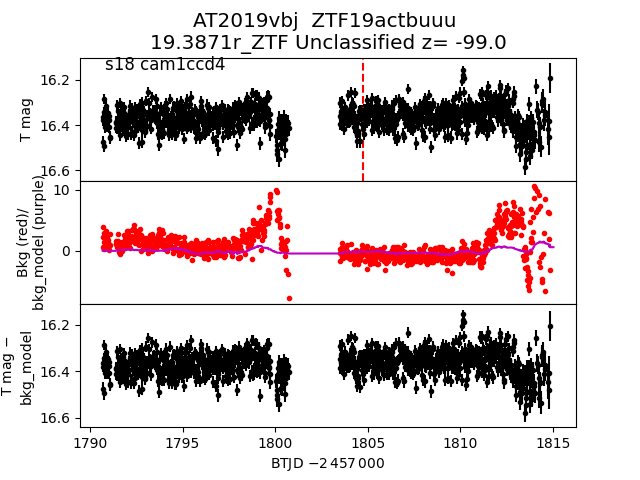 AT2019vbj  ZTF19actbuuu
19.3871r_ZTF Unclassified z= -99.0
s18 cam1ccd4
16.2
16.4
16.6
T mag
10
0
Bkg (red)/
bkg_model (purple)
16.2
16.4
16.6
T mag −
bkg_model
1790 1795 1800 1805 1810 1815
BTJD −2 457 000